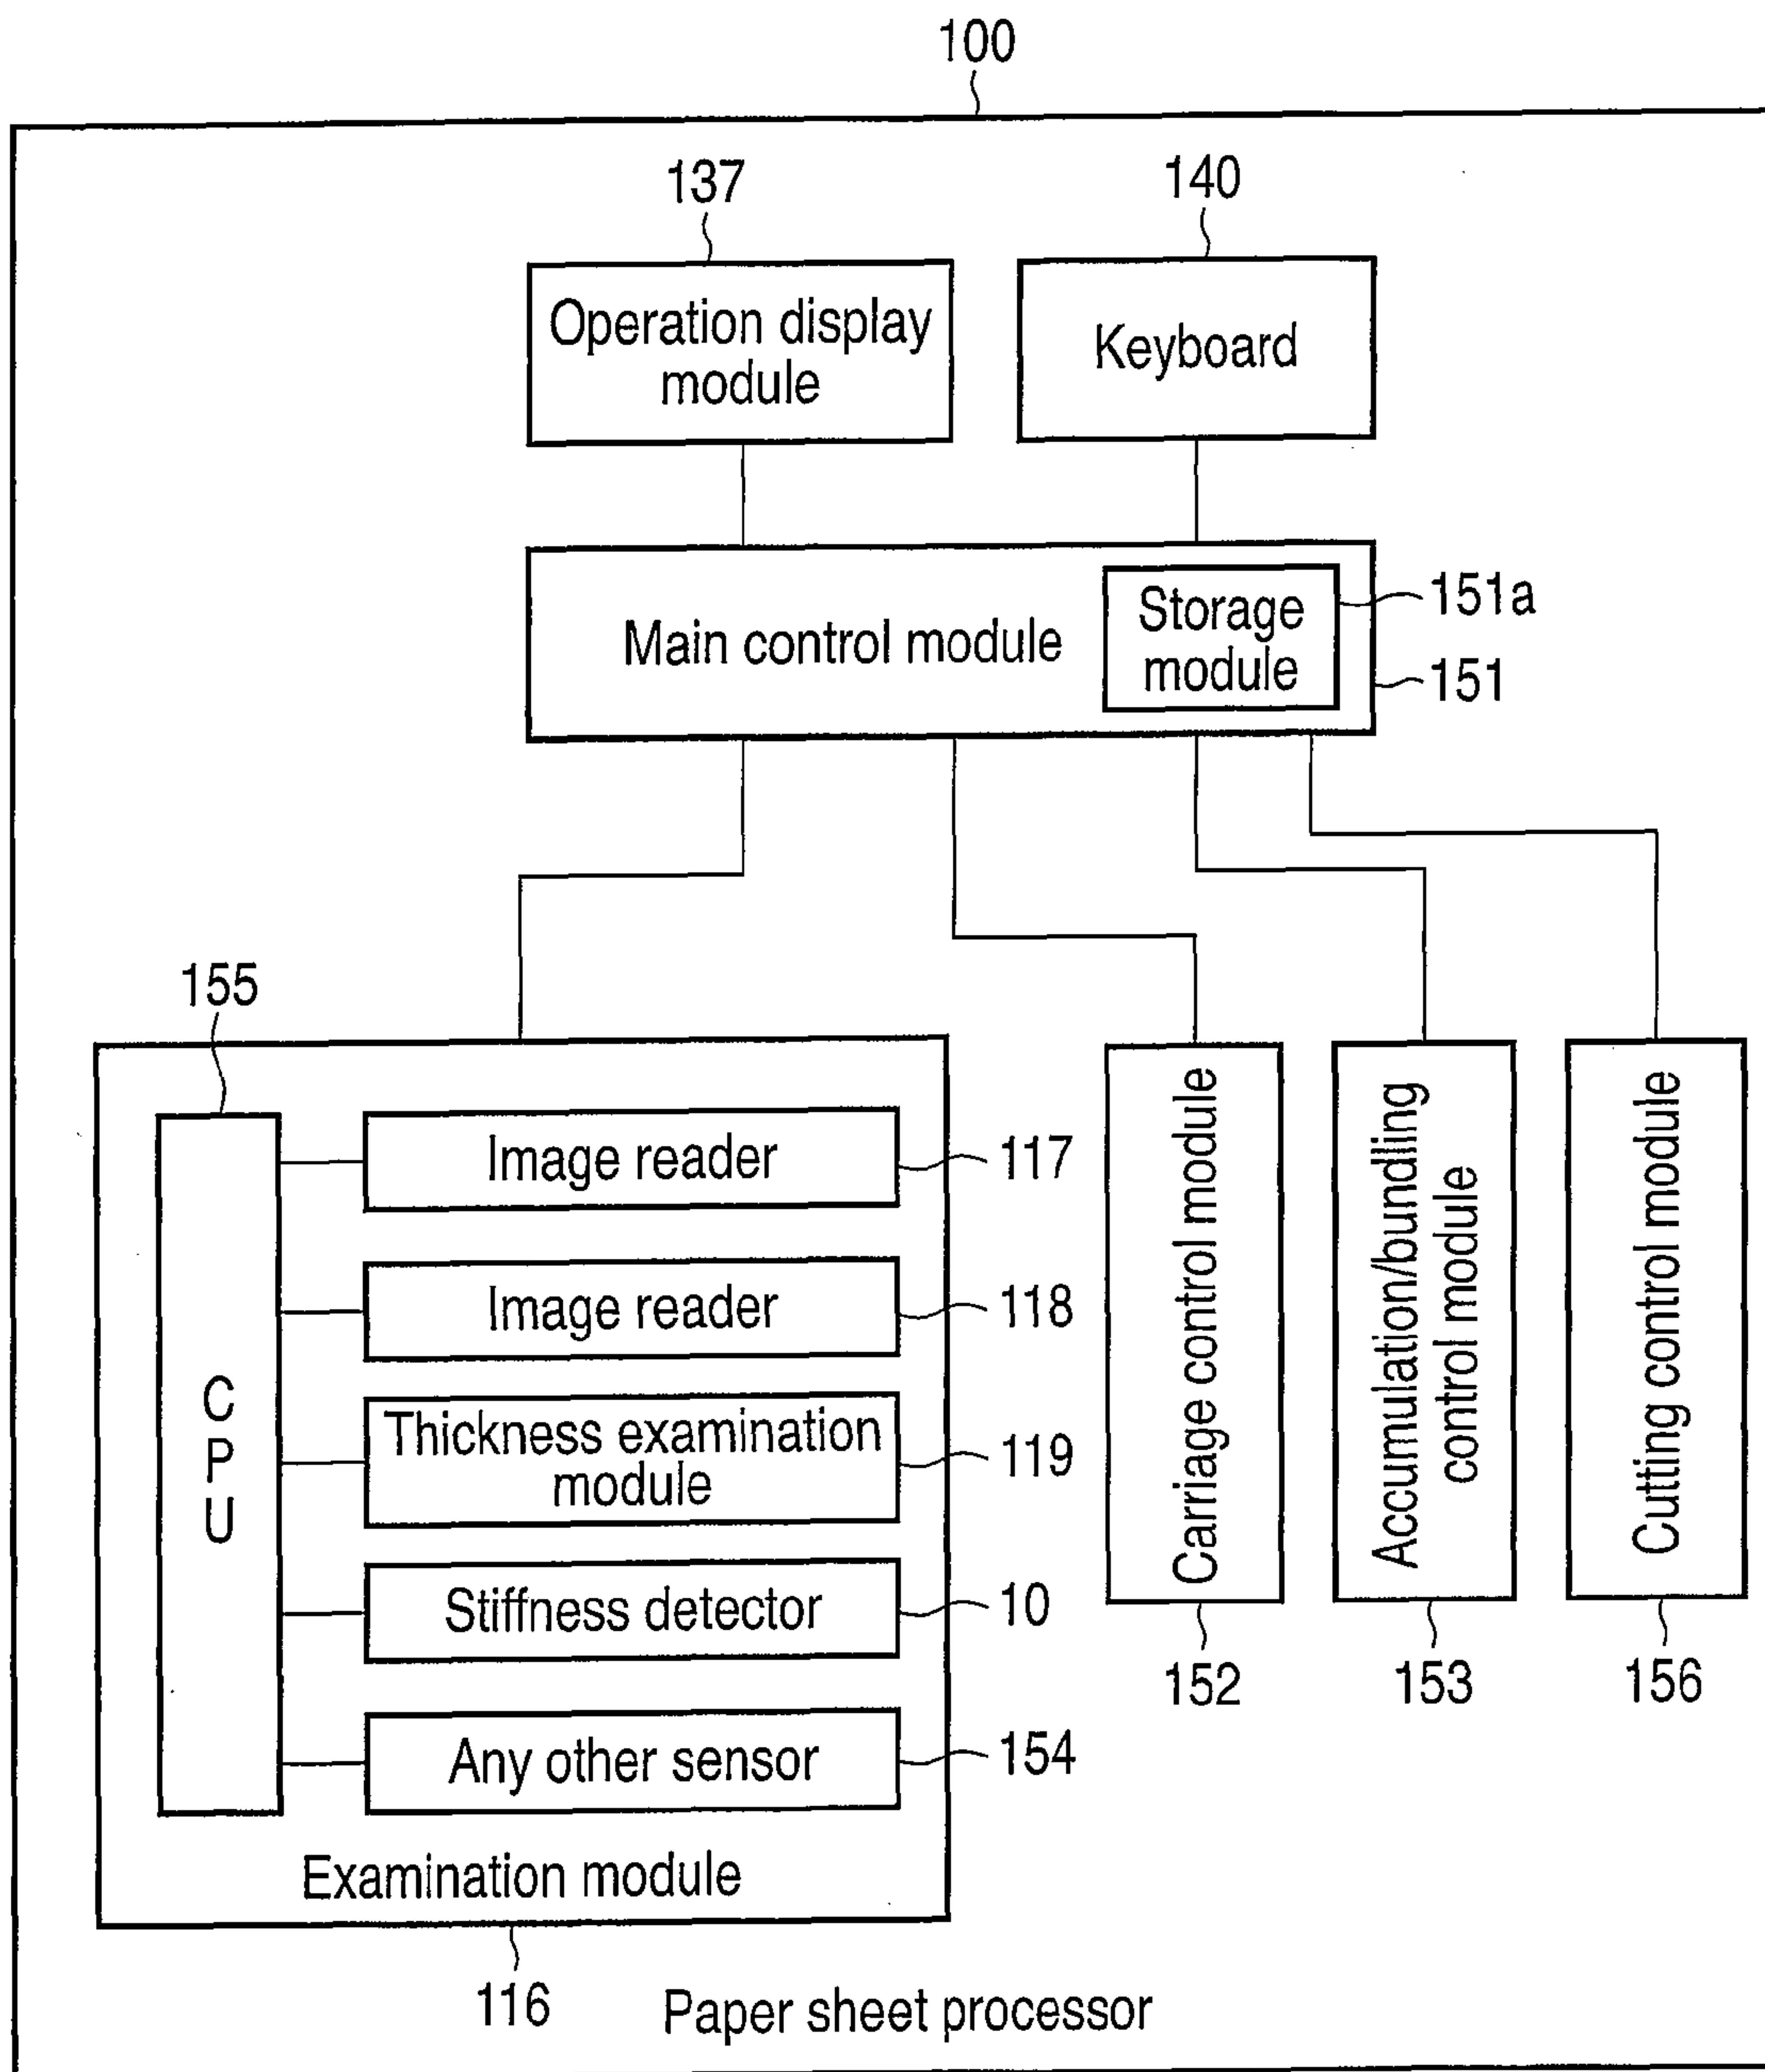 100
137
140
Operation display
module
Keyboard
Main control module
Storage
module
151a
151
155
CPU
Image reader
117
Image reader
118
Thickness examination
module
119
Stiffness detector
10
Any other sensor
154
Examination module
116
Carriage control module
152
Accumulation/bundling
control module
153
Cutting control module
156
Paper sheet processor